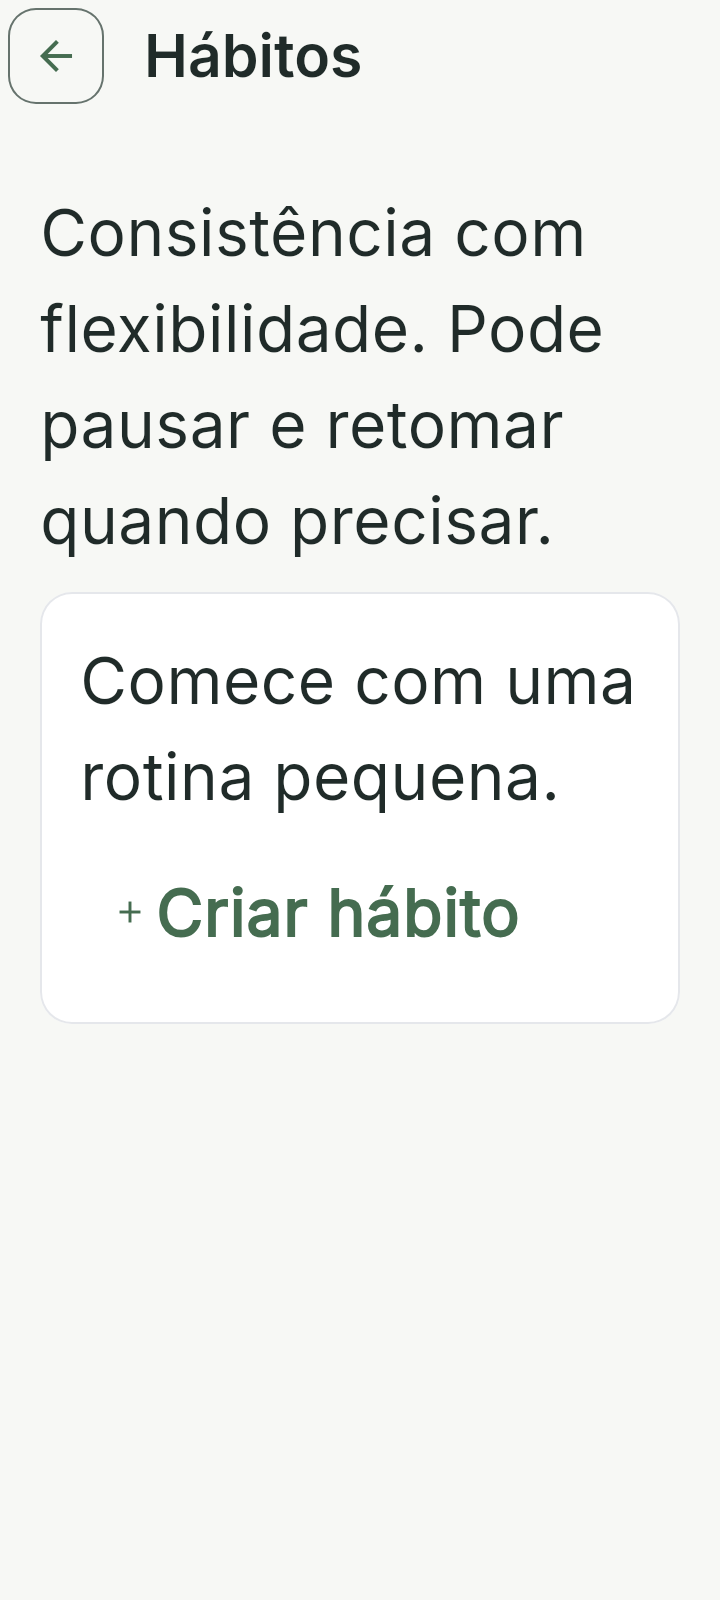 Hábitos
Consistência com
flexibilidade. Pode
pausar e retomar
quando precisar.
Comece com uma
rotina pequena.
+ Criar hábito